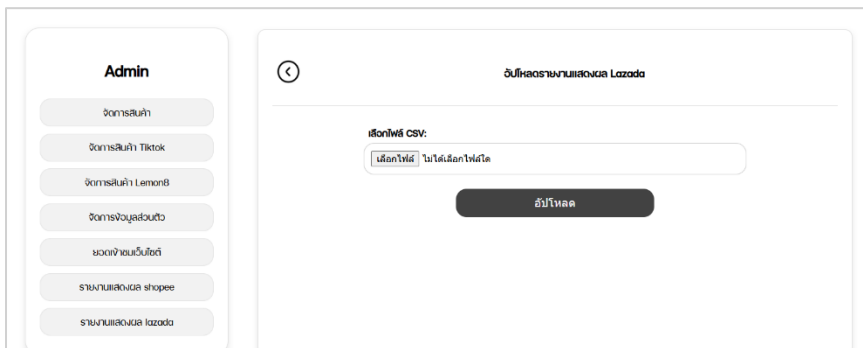 Admin
จัดการสินค้า
จัดการสินค้า Tiktok
จัดการสินค้า Lemon8
จัดการข้อมูลส่วนตัว
ยอดเข้าชมเว็บไซต์
รายงานแสดงผล shopee
รายงานแสดงผล lazada
อัปโหลดรายงานแสดงผล Lazada
เลือกไฟล์ CSV:
เลือกไฟล์ ไม่ได้เลือกไฟล์ใด
อัปโหลด